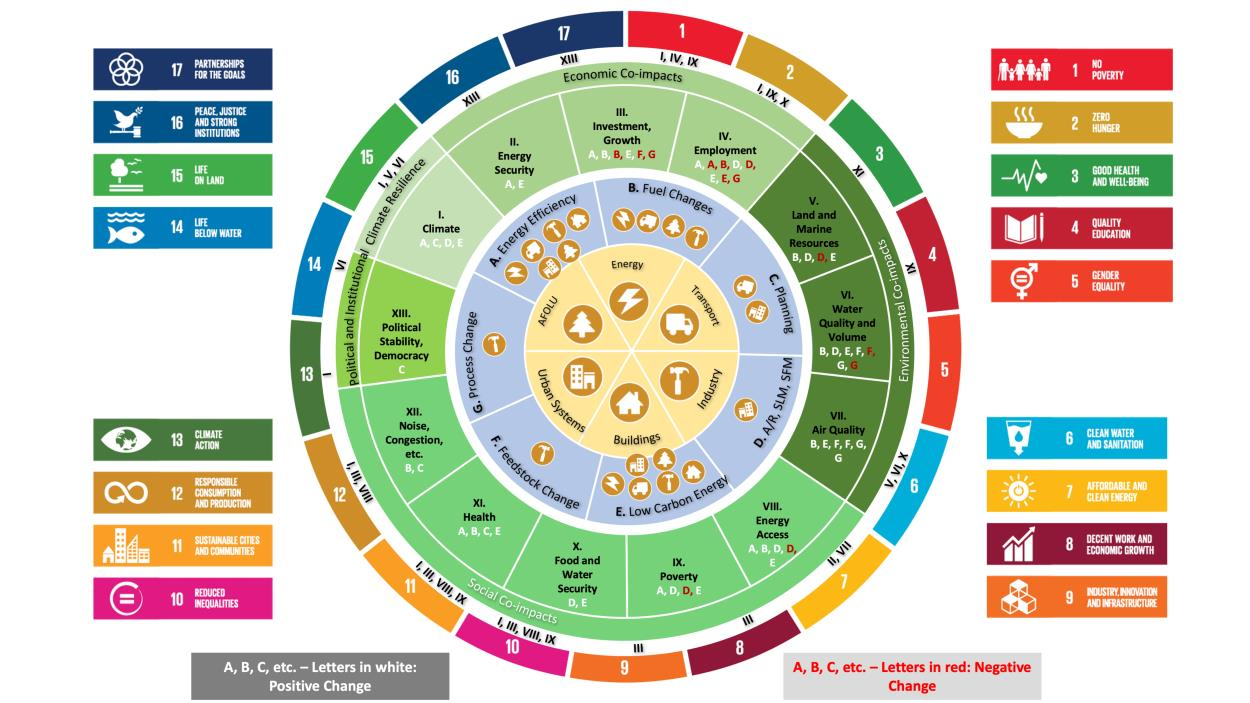 17
PARTNERSHIPS
FOR THE GOALS
16
PEACE, JUSTICE
AND STRONG
INSTITUTIONS
15
LIFE
ON LAND
14
LIFE
BELOW WATER
13
CLIMATE
ACTION
12
RESPONSIBLE
CONSUMPTION
AND PRODUCTION
11
SUSTAINABLE CITIES
AND COMMUNITIES
10
REDUCED
INEQUALITIES
1
NO
POVERTY
2
ZERO
HUNGER
3
GOOD HEALTH
AND WELL-BEING
4
QUALITY
EDUCATION
5
GENDER
EQUALITY
6
CLEAN WATER
AND SANITATION
7
AFFORDABLE AND
CLEAN ENERGY
8
DECENT WORK AND
ECONOMIC GROWTH
9
INDUSTRY, INNOVATION
AND INFRASTRUCTURE
1
I, IV, IX
2
I, IX, X
3
XI
4
XI
5
6
V, VI, X
7
II, VII
8
III
9
III
10
I, III, VIII, IX
11
I, III, VIII, IX
12
I, III, VIII
13
I
14
VI
15
I, V, VI
16
XIII
17
XIII
Economic Co-impacts
Environmental Co-impacts
Social Co-impacts
Political and Institutional
Climate Resilience
I.
Climate
A, C, D, E
II.
Energy
Security
A, E
III.
Investment,
Growth
A, B, B, E, F, G
IV.
Employment
A, A, B, D, D,
E, E, G
V.
Land and
Marine
Resources
B, D, D, E
VI.
Water
Quality and
Volume
B, D, E, F, F,
G, G
VII.
Air Quality
B, E, F, F, G,
G
VIII.
Energy
Access
A, B, D, D,
E
IX.
Poverty
A, D, D, E
X.
Food and
Water
Security
D, E
XI.
Health
A, B, C, E
XII.
Noise,
Congestion,
etc.
B, C
XIII.
Political
Stability,
Democracy
C
A. Energy Efficiency
B. Fuel Changes
C. Planning
D. A/R, SLM, SFM
E. Low Carbon Energy
F. Feedstock Change
G. Process Change
Energy
Transport
Industry
Buildings
Urban Systems
AFOLU
A, B, C, etc. – Letters in white:
Positive Change
A, B, C, etc. – Letters in red: Negative
Change